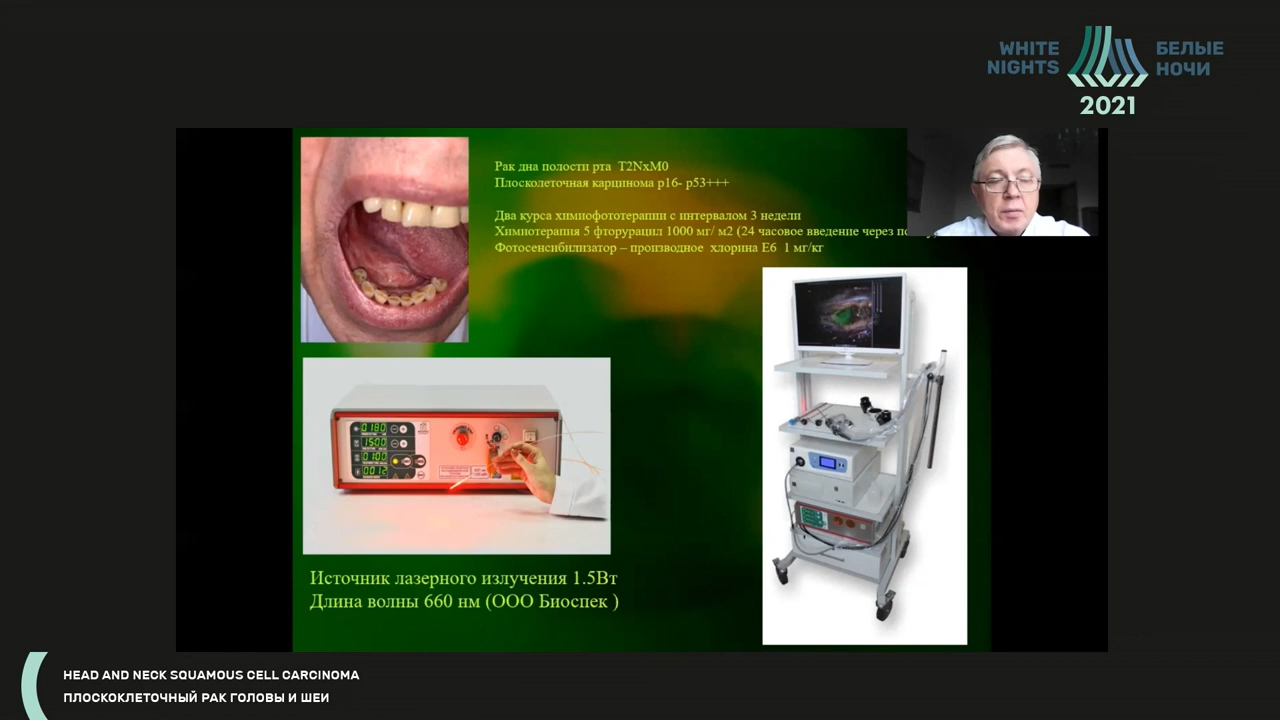 WHITE NIGHTS
БЕЛЫЕ НОЧИ
2021
Рак дна полости рта T2NxM0
Плосколеточная карцинома p16- p53+++
Два курса химиофототерапии с интервалом 3 недели
Химиотерапия 5 фторурацил 1000 мг/ м2 (24 часовое введение через
Фотосенсибилизатор – производное хлорина Е6 1 мг/кг
0180
1500
01:00
0012
Источник лазерного излучения 1.5Вт
Длина волны 660 нм (ООО Биоспек )
HEAD AND NECK SQUAMOUS CELL CARCINOMA
ПЛОСКОКЛЕТОЧНЫЙ РАК ГОЛОВЫ И ШЕИ